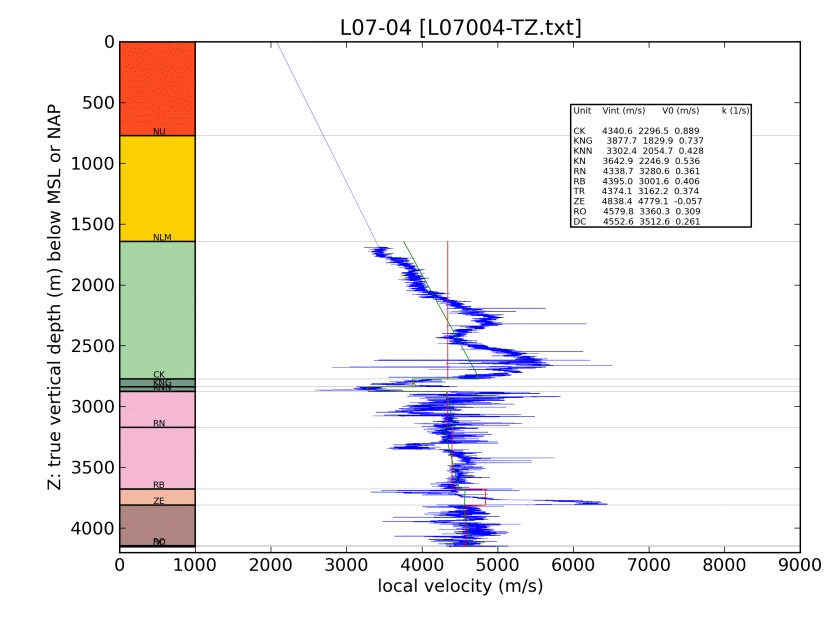 L07-04 [L07004-TZ.txt]
Z: true vertical depth (m) below MSL or NAP
0
500
1000
1500
2000
2500
3000
3500
4000
NU
NLM
CK
KNG
KNN
RN
RB
ZE
RO
Unit Vint (m/s) V0 (m/s) k (1/s)
CK 4340.6 2296.5 0.889
KNG 3877.7 1829.9 0.737
KNN 3302.4 2054.7 0.428
KN 3642.9 2246.9 0.536
RN 4338.7 3280.6 0.361
RB 4395.0 3001.6 0.406
TR 4374.1 3162.2 0.374
ZE 4838.4 4779.1 -0.057
RO 4579.8 3360.3 0.309
DC 4552.6 3512.6 0.261
0 1000 2000 3000 4000 5000 6000 7000 8000 9000
local velocity (m/s)